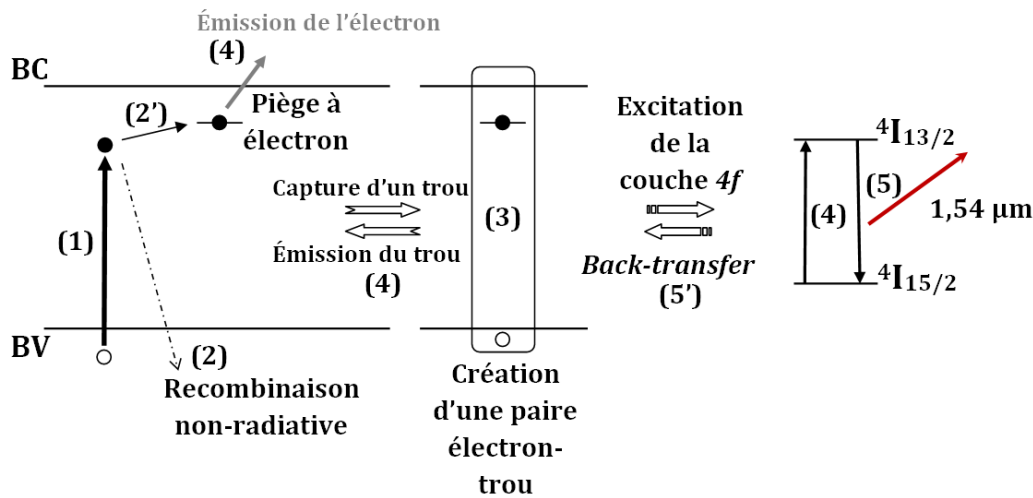 Émission de l'électron
(4)
BC
(2')
Piège à
électron
(1)
(2)
Recombinaison
non-radiative
BV
Capture d'un trou
Émission du trou
(4)
(3)
Création
d'une paire
électron-
trou
Excitation
de la
couche 4f
Back-transfer
(5')
⁴I₁₃/₂
(4)
(5)
1,54 µm
⁴I₁₅/₂